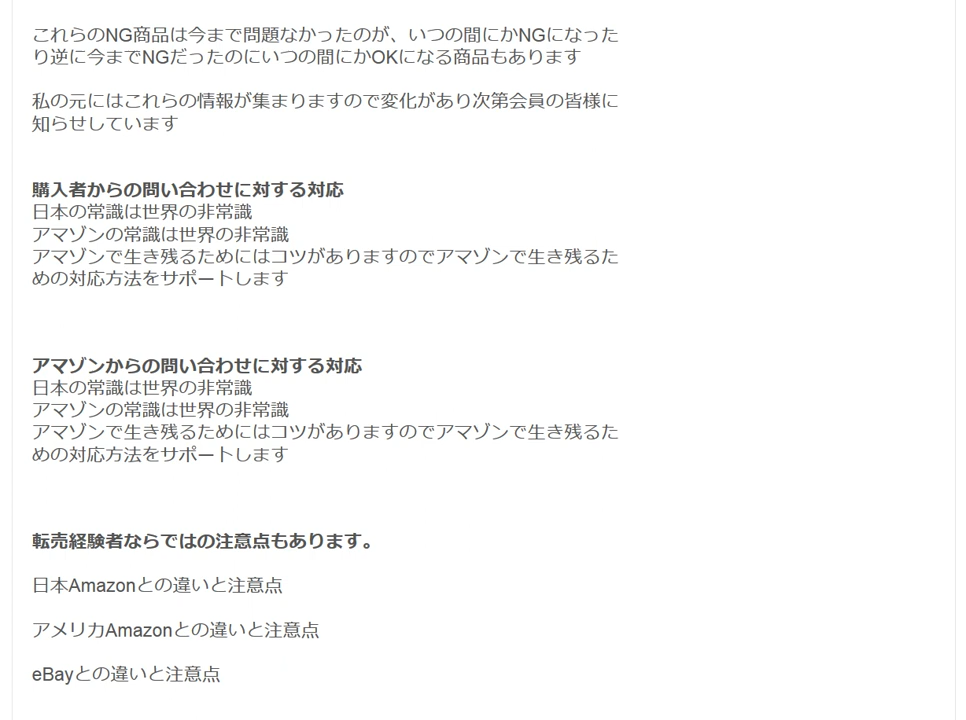 これらのNG商品は今まで問題なかったのが、いつの間にかNGになった
り逆に今までNGだったのにいつの間にかOKになる商品もあります
私の元にはこれらの情報が集まりますので変化があり次第会員の皆様に
知らせしています
購入者からの問い合わせに対する対応
日本の常識は世界の非常識
アマゾンの常識は世界の非常識
アマゾンで生き残るためにはコツがありますのでアマゾンで生き残るた
めの対応方法をサポートします
アマゾンからの問い合わせに対する対応
日本の常識は世界の非常識
アマゾンの常識は世界の非常識
アマゾンで生き残るためにはコツがありますのでアマゾンで生き残るた
めの対応方法をサポートします
転売経験者ならではの注意点もあります。
日本Amazonとの違いと注意点
アメリカAmazonとの違いと注意点
eBayとの違いと注意点